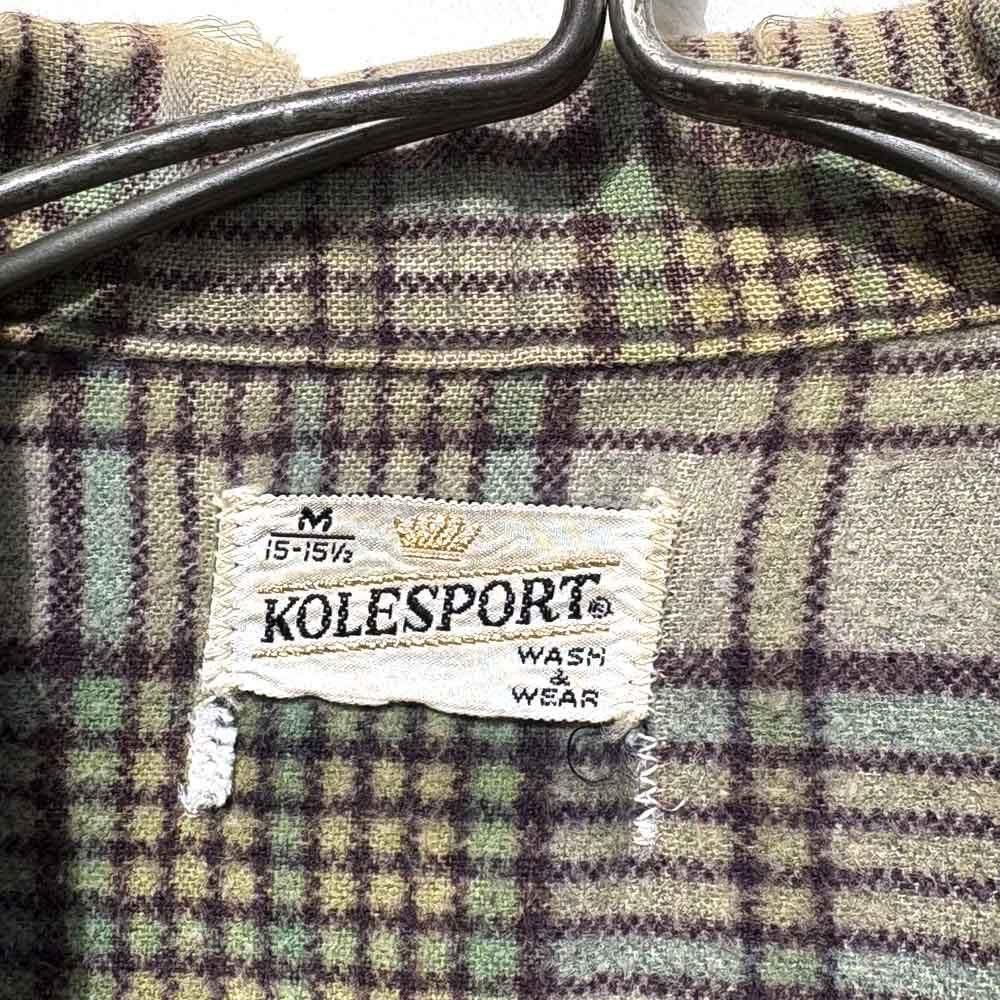 M
15-15½
KOLESPORT®
WASH
&
WEAR